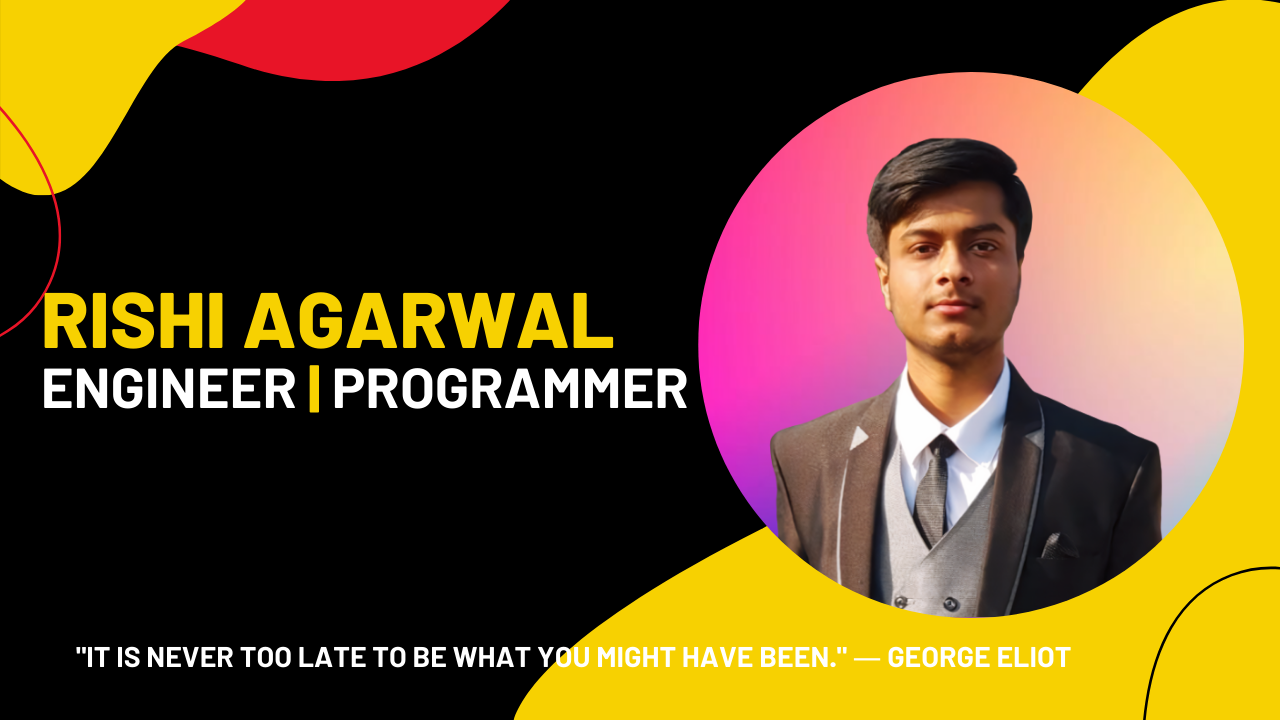 RISHI AGARWAL
ENGINEER | PROGRAMMER
"IT IS NEVER TOO LATE TO BE WHAT YOU MIGHT HAVE BEEN." — GEORGE ELIOT